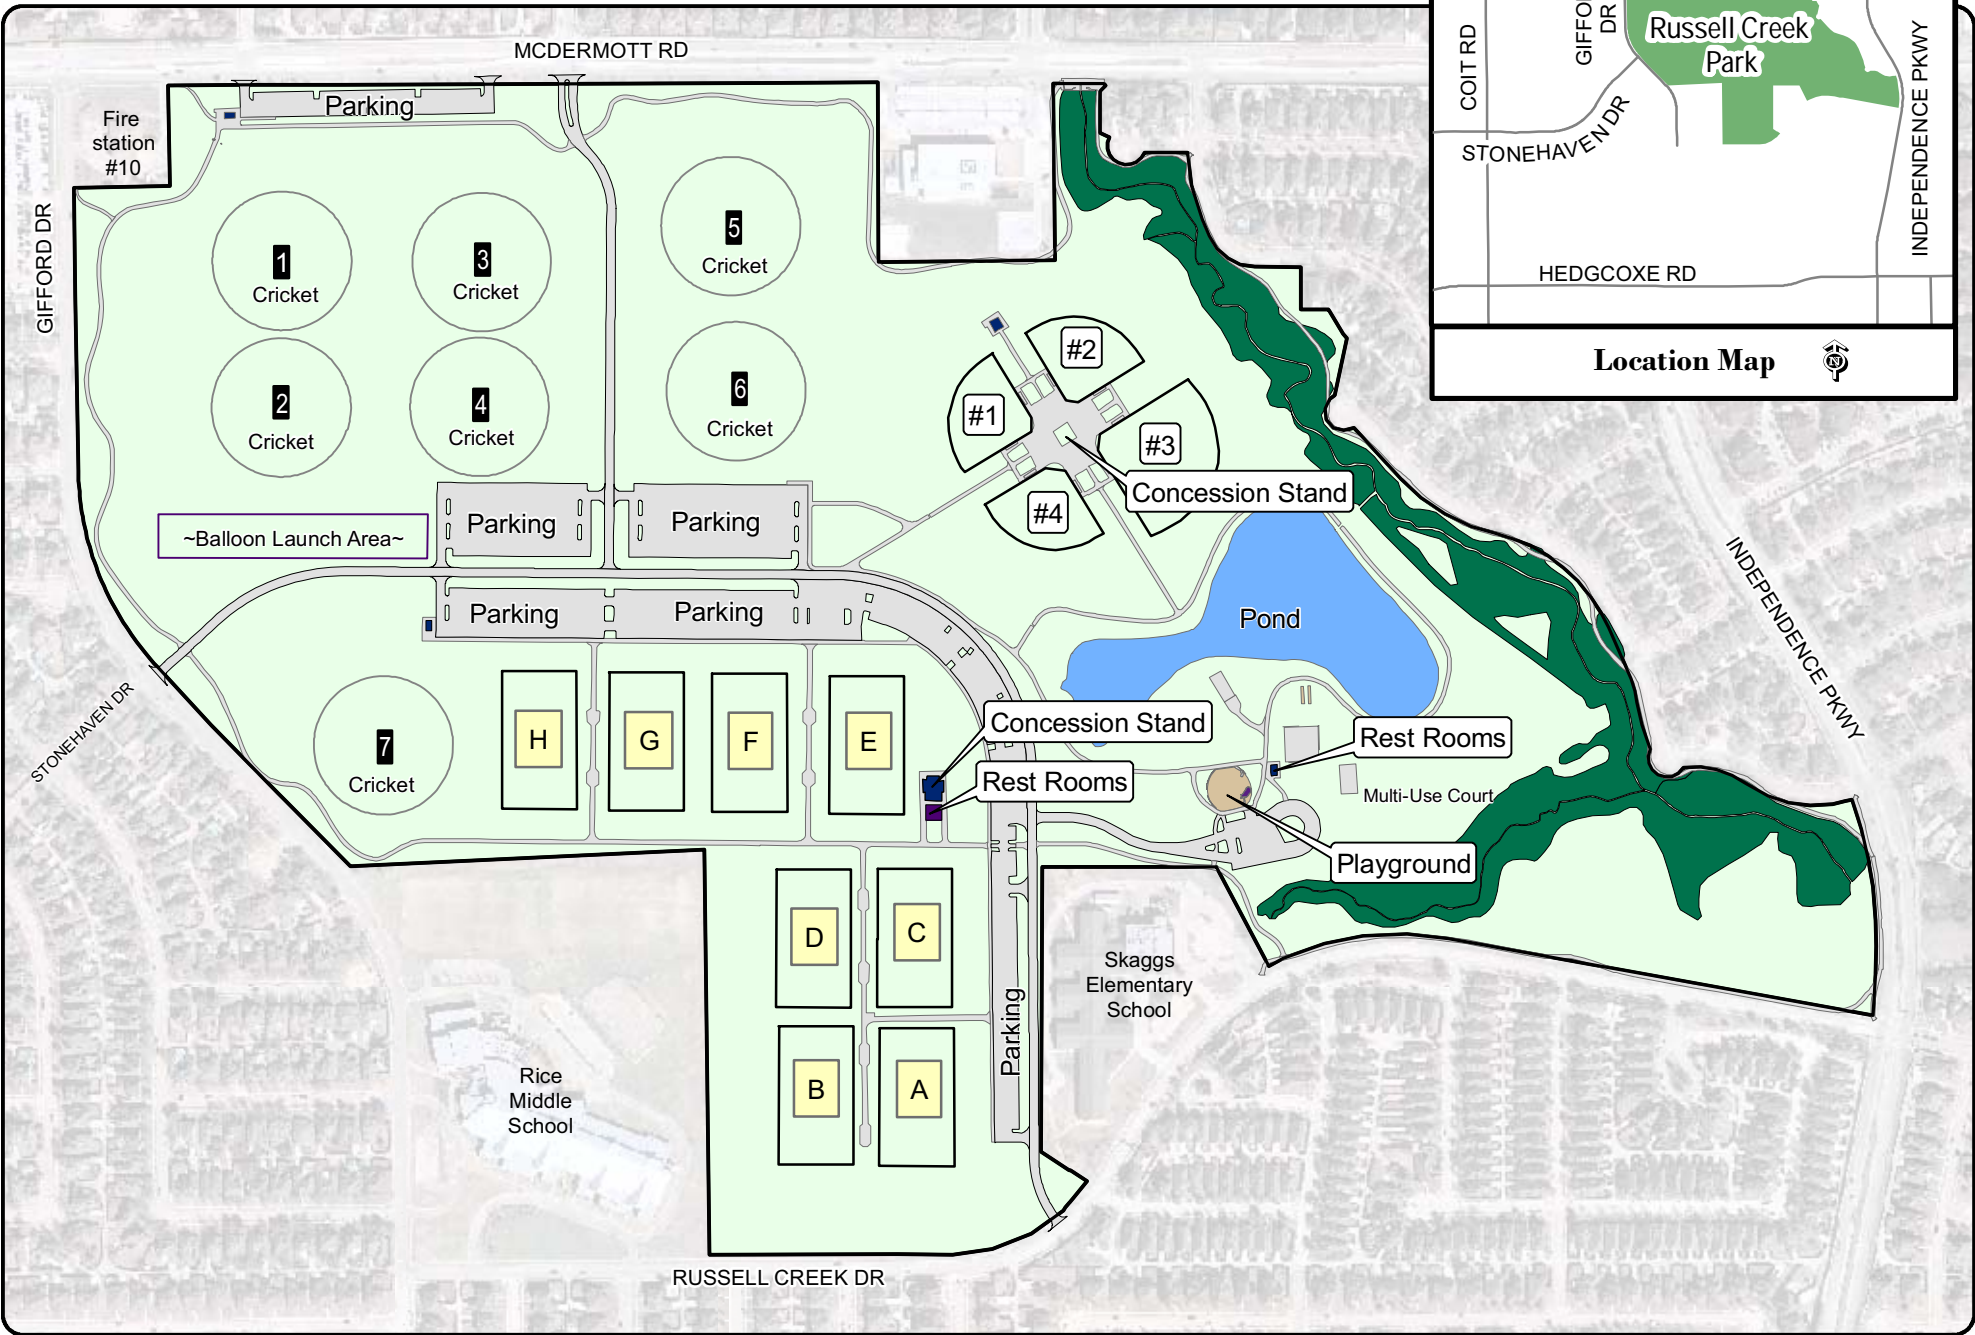 MCDERMOTT RD
COIT RD
GIFFO
DR
Russell Creek
Park
INDEPENDENCE PKWY
STONEHAVEN DR
HEDGCOXE RD
Location Map
N
Fire
station
#10
Parking
GIFFORD DR
1
Cricket
3
Cricket
5
Cricket
2
Cricket
4
Cricket
6
Cricket
#2
#1
#3
#4
Concession Stand
~Balloon Launch Area~
Parking
Parking
Parking
Parking
Pond
INDEPENDENCE PKWY
STONEHAVEN DR
7
Cricket
H
G
F
E
Concession Stand
Rest Rooms
Rest Rooms
Multi-Use Court
Playground
D
C
B
A
Parking
Skaggs
Elementary
School
Rice
Middle
School
RUSSELL CREEK DR